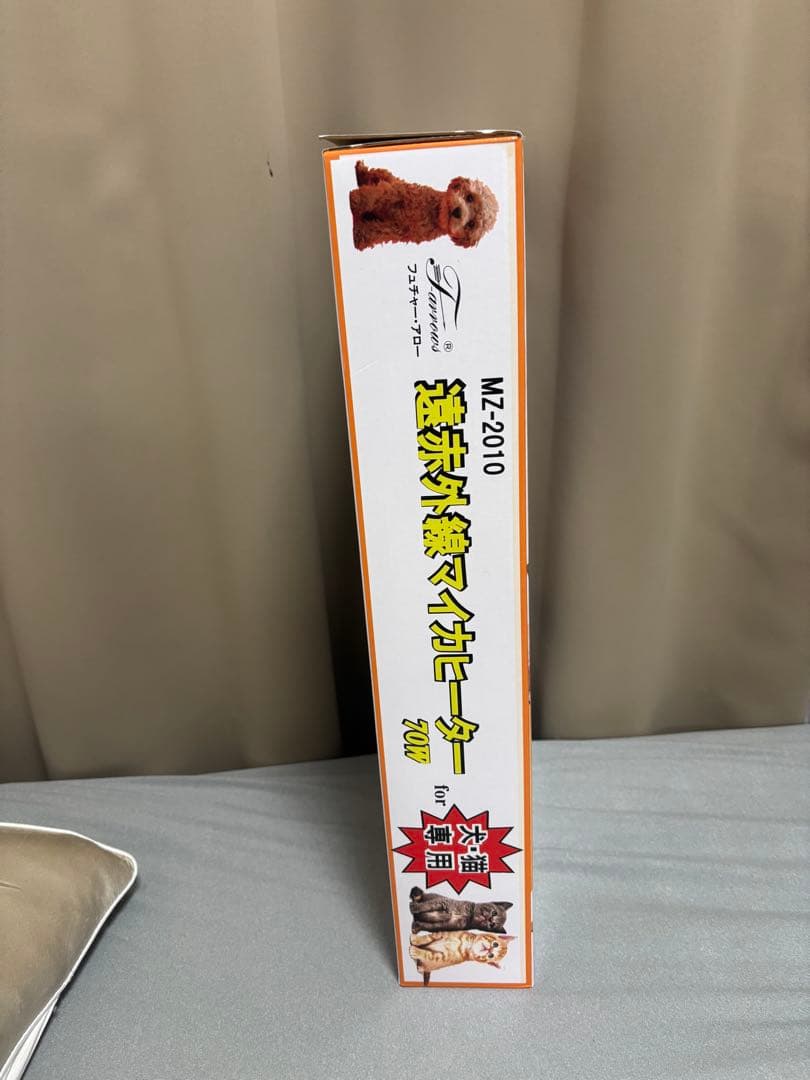 F-arrows®
フュチャー・アロー
MZ-2010
遠赤外線マイカヒーター
70W
for
犬・猫
専用